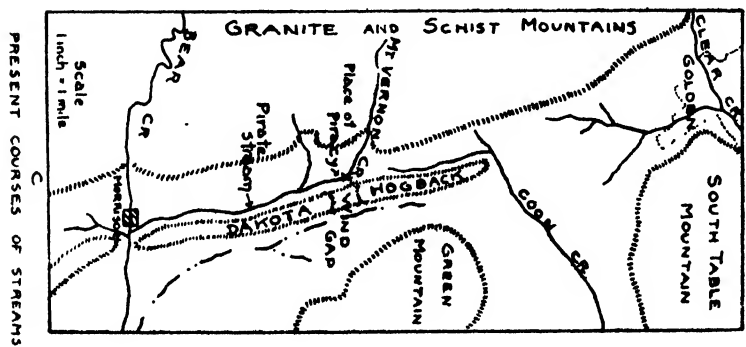 GRANITE AND SCHIST MOUNTAINS
BEAR CR
Scale
1 inch = 1 mile
MT VERNON CR
Place of
Piracy
Pirate
Stream
CLEAR CR
GOLDEN
MORRISON
DAKOTA HOGBACK
WIND GAP
COON CR
GREEN
MOUNTAIN
SOUTH TABLE
MOUNTAIN
C
PRESENT COURSES OF STREAMS